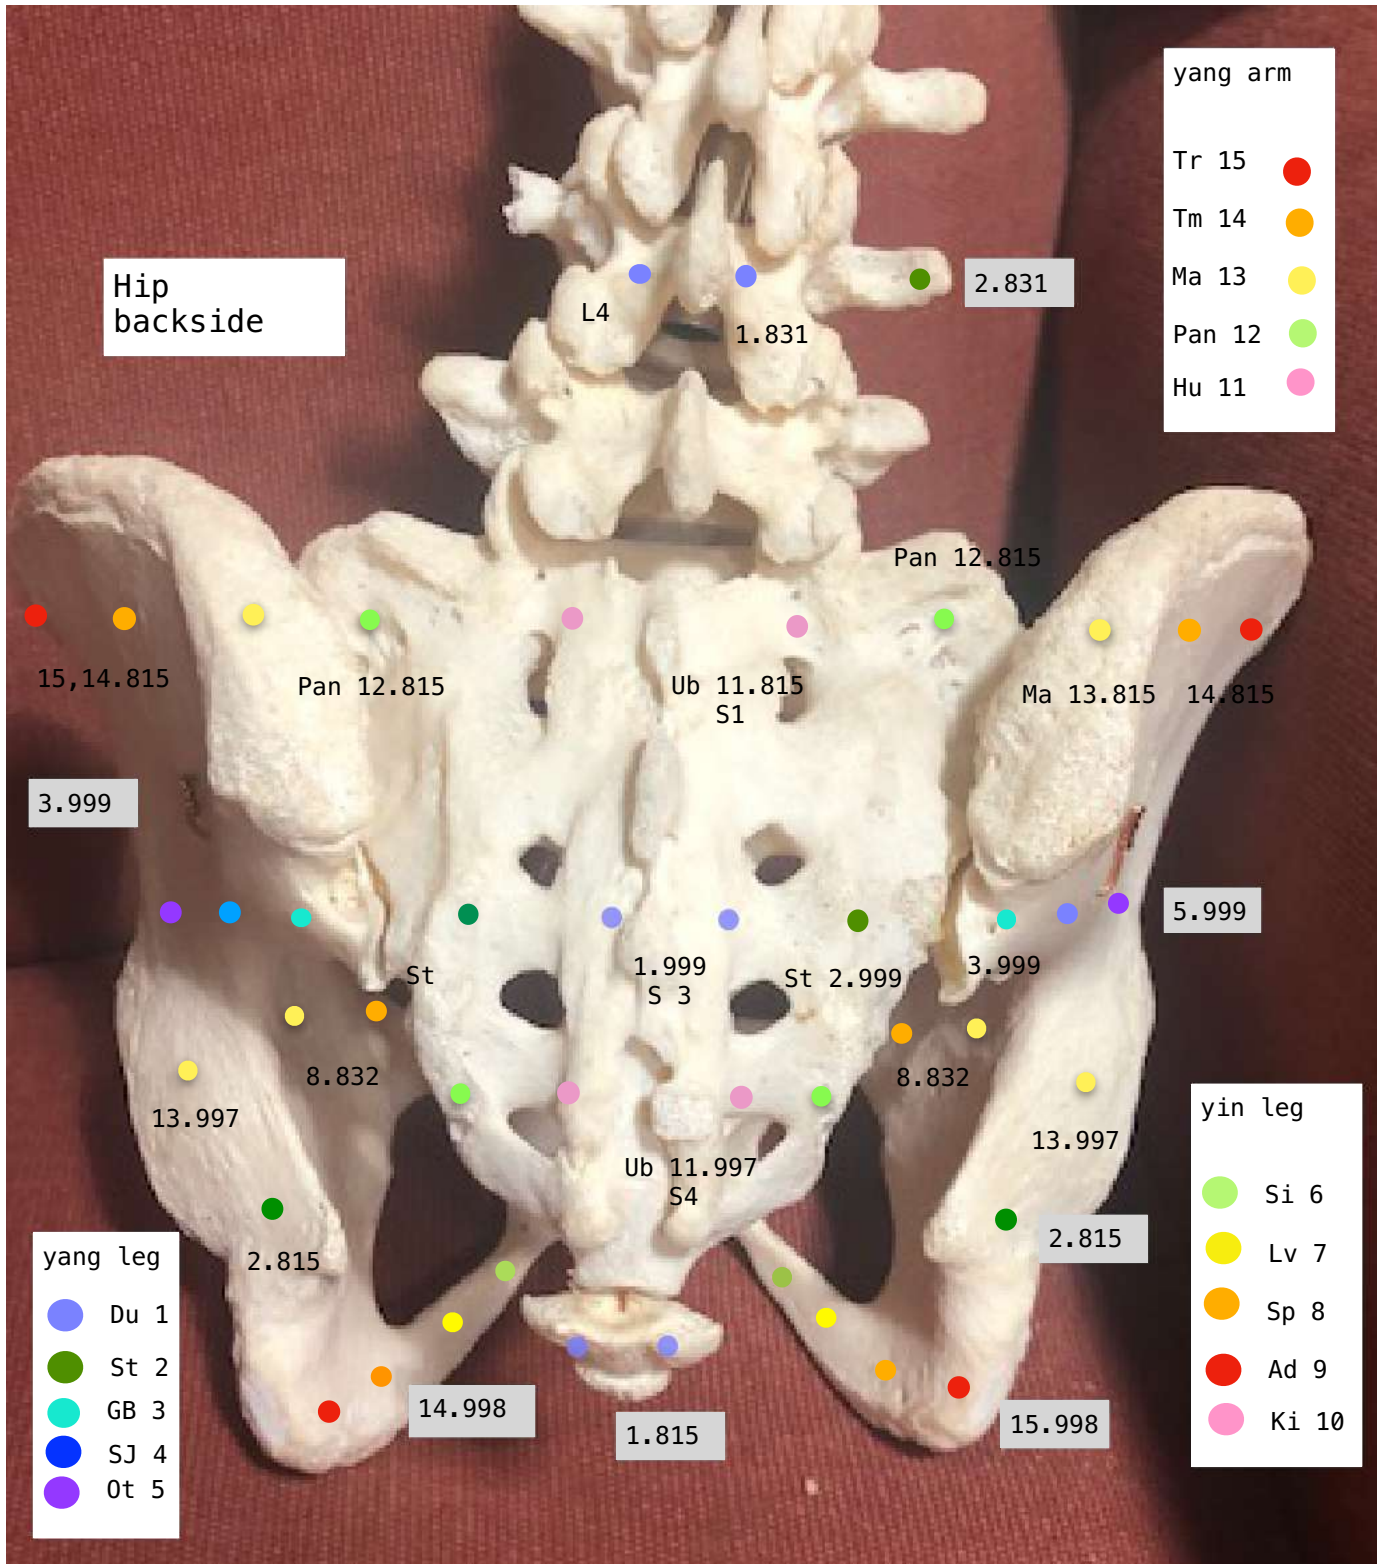 yang arm
Tr 15
Tm 14
Ma 13
Pan 12
Hu 11
Hip
backside
2.831
L4
1.831
Pan 12.815
15,14.815
Pan 12.815
Ub 11.815
S1
Ma 13.815
14.815
3.999
5.999
St
1.999
S 3
St 2.999
3.999
8.832
8.832
13.997
13.997
Ub 11.997
S4
2.815
2.815
yin leg
Si 6
Lv 7
Sp 8
Ad 9
Ki 10
yang leg
Du 1
St 2
GB 3
SJ 4
Ot 5
14.998
1.815
15.998